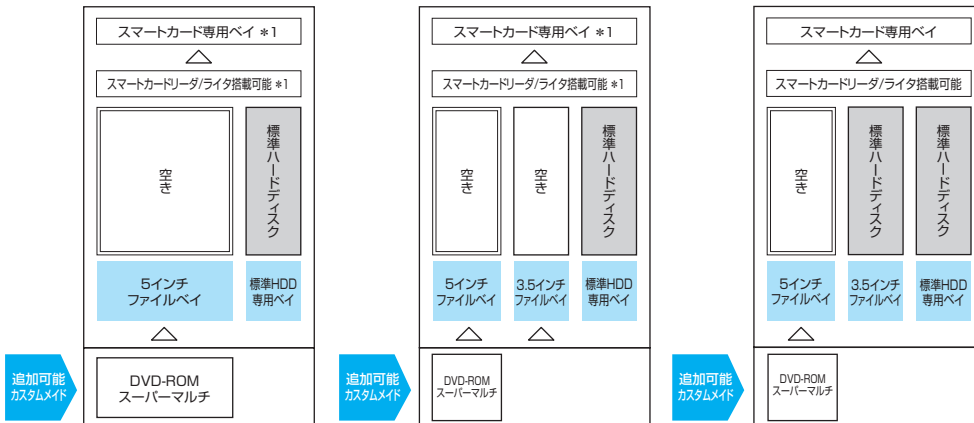 スマートカード専用ベイ *1
スマートカードリーダ/ライタ搭載可能 *1
空き
標準ハードディスク
5インチ
ファイルベイ
標準HDD
専用ベイ
追加可能
カスタムメイド
DVD-ROM
スーパーマルチ
スマートカード専用ベイ *1
スマートカードリーダ/ライタ搭載可能 *1
空き
空き
標準ハードディスク
5インチ
ファイルベイ
3.5インチ
ファイルベイ
標準HDD
専用ベイ
追加可能
カスタムメイド
DVD-ROM
スーパーマルチ
スマートカード専用ベイ
スマートカードリーダ/ライタ搭載可能
空き
標準ハードディスク
標準ハードディスク
5インチ
ファイルベイ
3.5インチ
ファイルベイ
標準HDD
専用ベイ
追加可能
カスタムメイド
DVD-ROM
スーパーマルチ